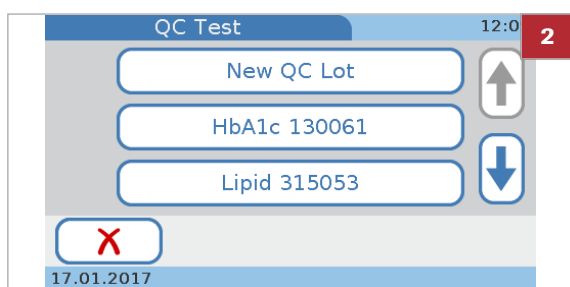 QC Test
12:0
2
New QC Lot
HbA1c 130061
Lipid 315053
17.01.2017